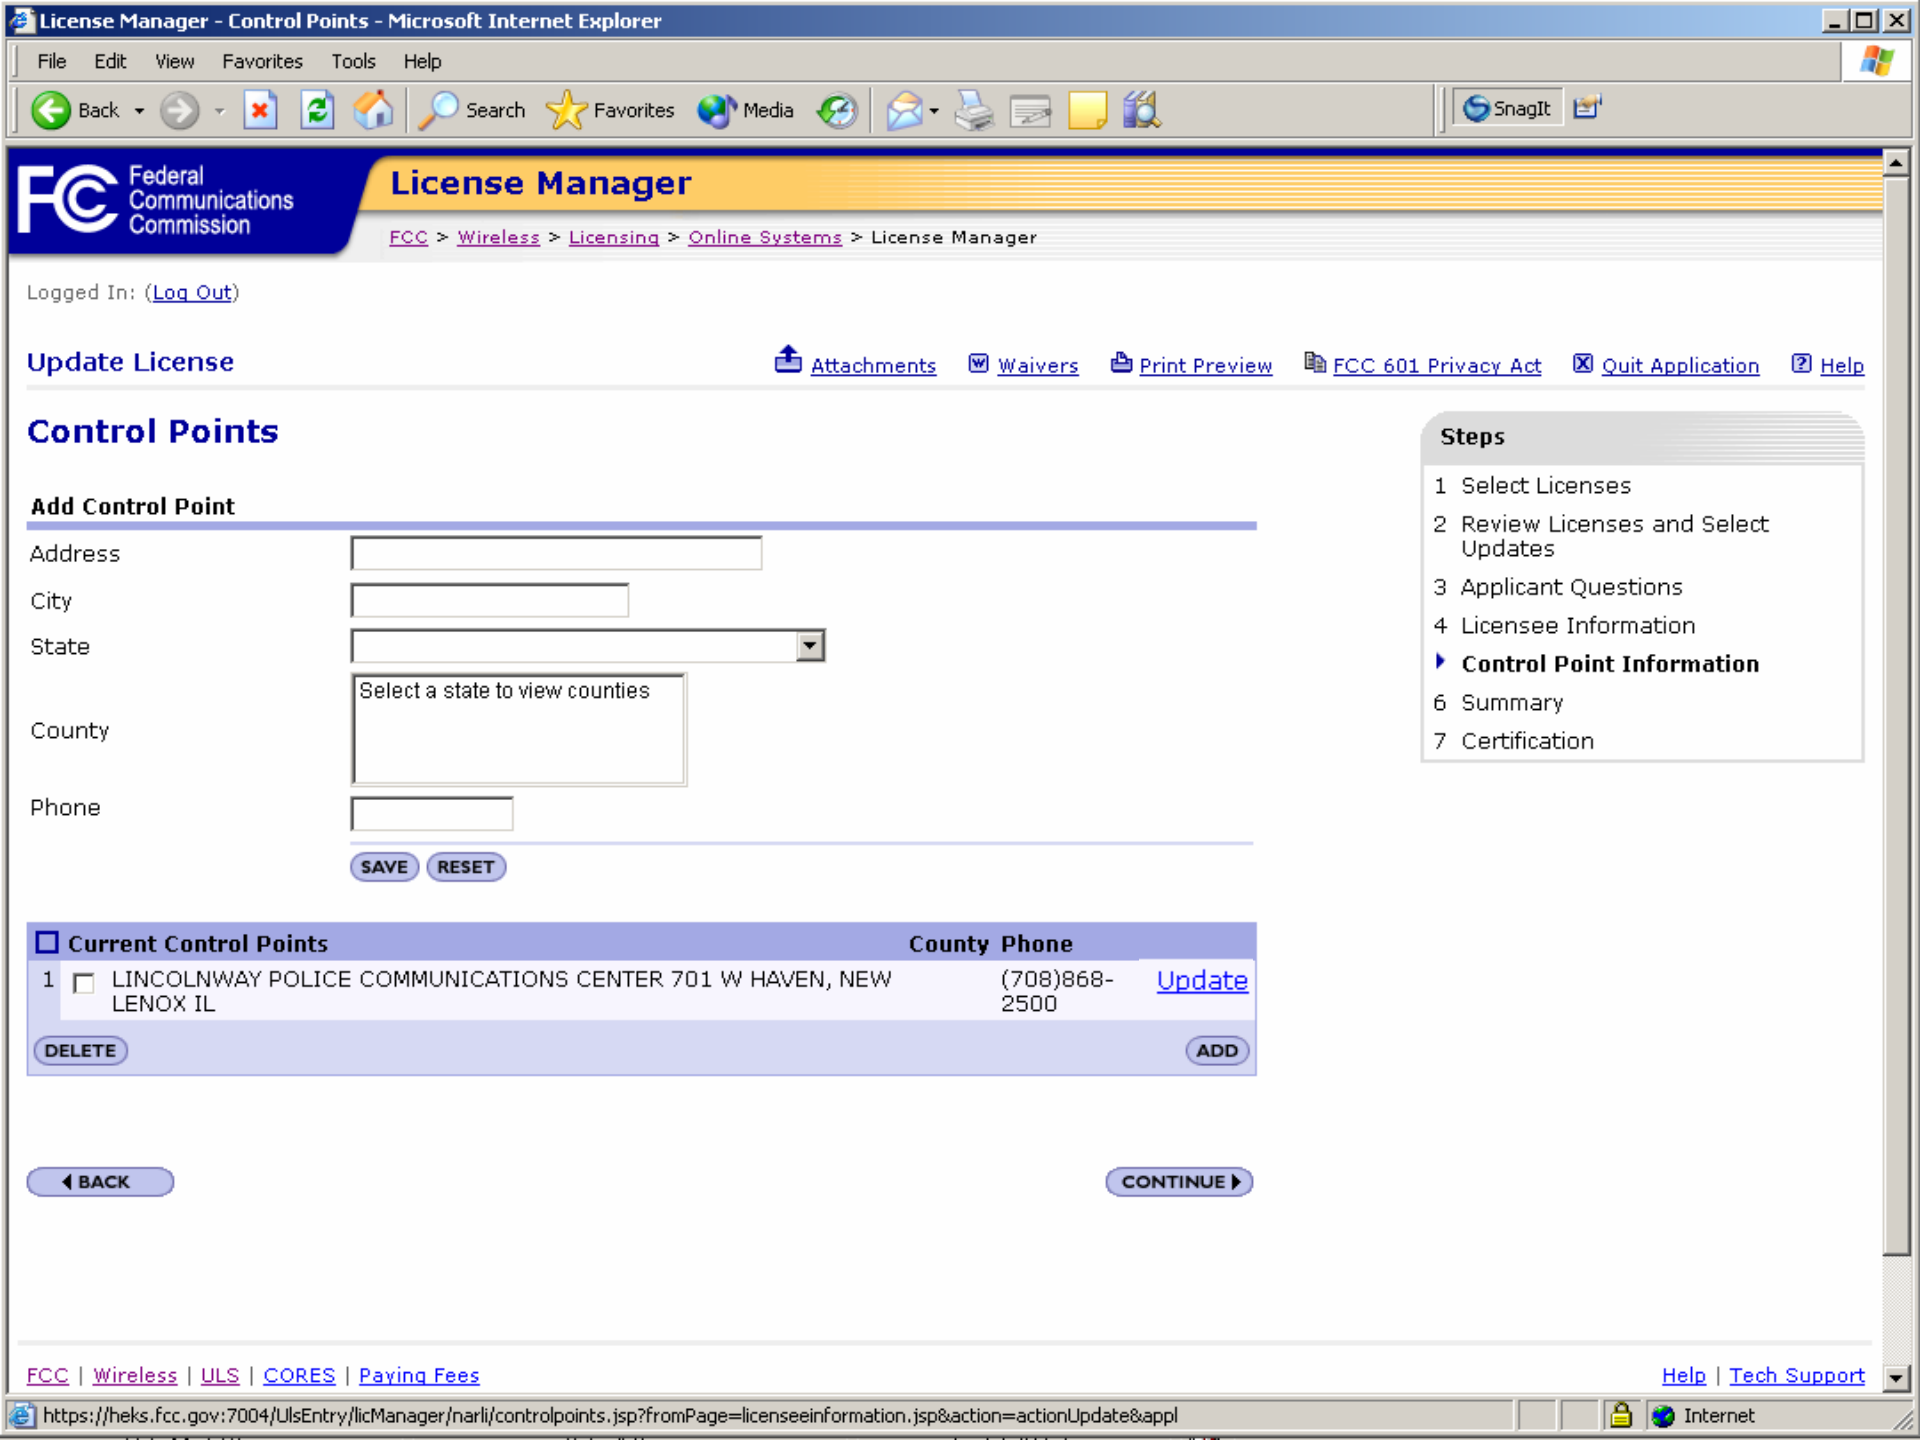 License Manager - Control Points - Microsoft Internet Explorer
File Edit View Favorites Tools Help
Back Search Favorites Media SnagIt
FCC Federal Communications Commission
License Manager
FCC > Wireless > Licensing > Online Systems > License Manager
Logged In: (Log Out)
Update License
Attachments Waivers Print Preview FCC 601 Privacy Act Quit Application Help
Control Points
Add Control Point
Address
City
State
County
Select a state to view counties
Phone
SAVE RESET
Steps
1 Select Licenses
2 Review Licenses and Select
Updates
3 Applicant Questions
4 Licensee Information
Control Point Information
6 Summary
7 Certification
Current Control Points County Phone
1 LINCOLNWAY POLICE COMMUNICATIONS CENTER 701 W HAVEN, NEW (708)868- Update
LENOX IL 2500
DELETE ADD
BACK CONTINUE
FCC | Wireless | ULS | CORES | Paying Fees Help | Tech Support
https://heks.fcc.gov:7004/UlsEntry/licManager/narli/controlpoints.jsp?fromPage=licenseeinformation.jsp&action=actionUpdate&appl Internet